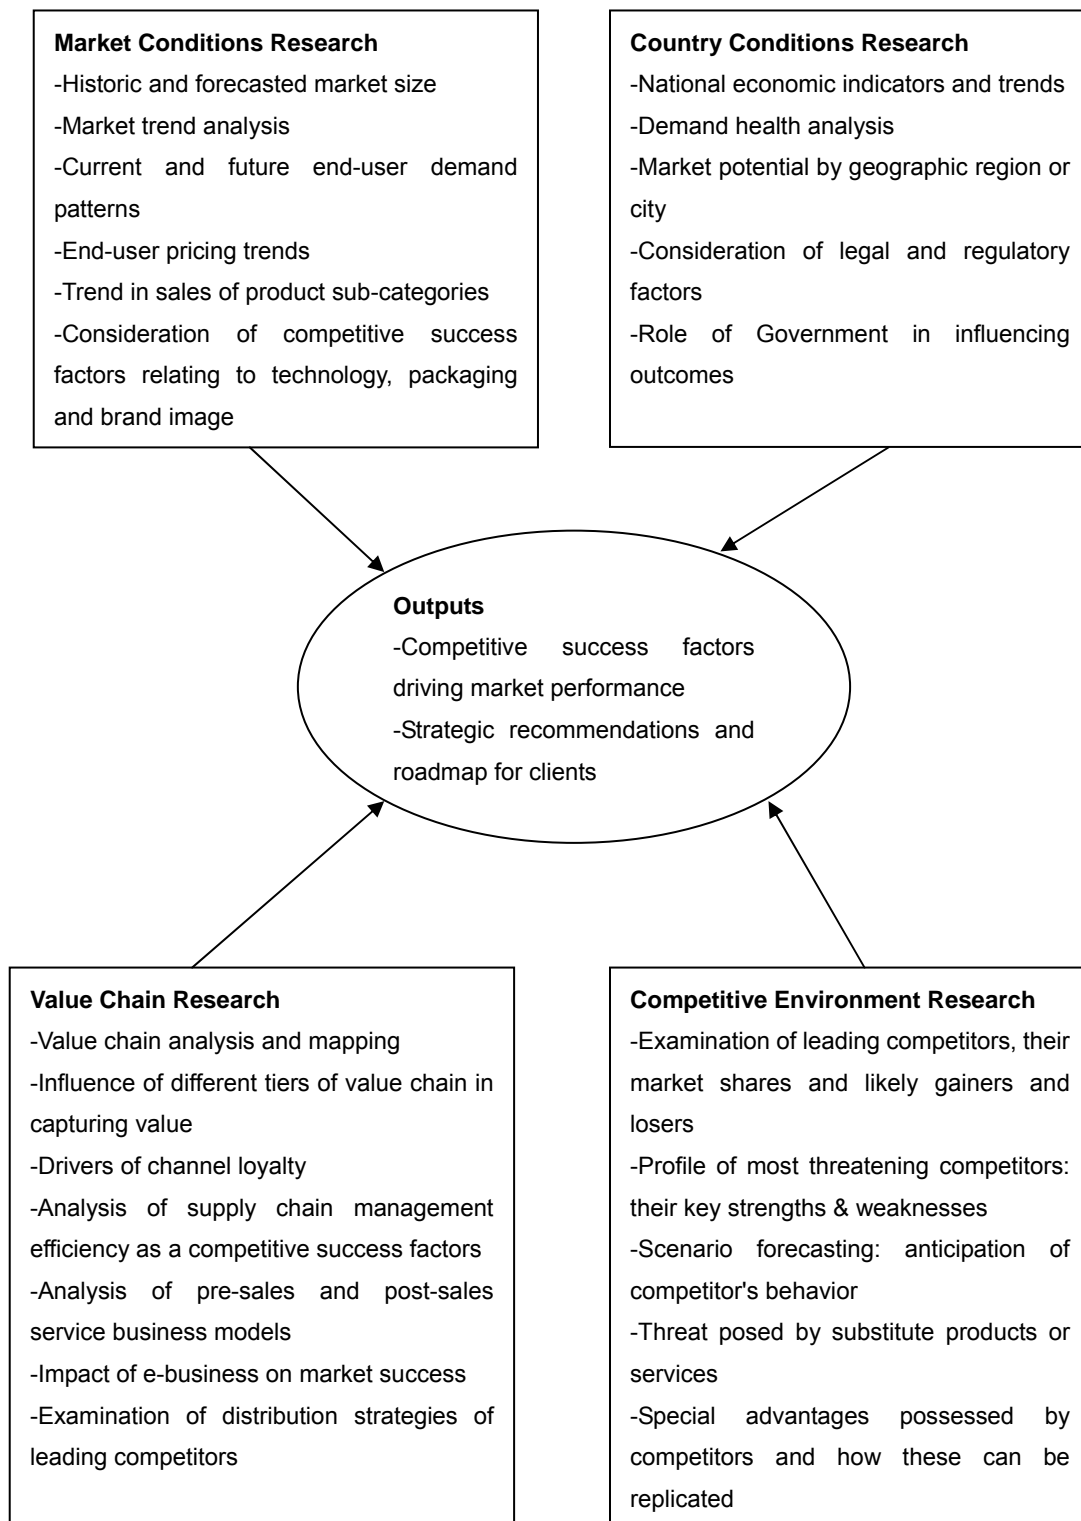 Market Conditions Research
-Historic and forecasted market size
-Market trend analysis
-Current and future end-user demand
patterns
-End-user pricing trends
-Trend in sales of product sub-categories
-Consideration of competitive success
factors relating to technology, packaging
and brand image
Country Conditions Research
-National economic indicators and trends
-Demand health analysis
-Market potential by geographic region or
city
-Consideration of legal and regulatory
factors
-Role of Government in influencing
outcomes
Outputs
-Competitive success factors
driving market performance
-Strategic recommendations and
roadmap for clients
Value Chain Research
-Value chain analysis and mapping
-Influence of different tiers of value chain in
capturing value
-Drivers of channel loyalty
-Analysis of supply chain management
efficiency as a competitive success factors
-Analysis of pre-sales and post-sales
service business models
-Impact of e-business on market success
-Examination of distribution strategies of
leading competitors
Competitive Environment Research
-Examination of leading competitors, their
market shares and likely gainers and
losers
-Profile of most threatening competitors:
their key strengths & weaknesses
-Scenario forecasting: anticipation of
competitor's behavior
-Threat posed by substitute products or
services
-Special advantages possessed by
competitors and how these can be
replicated